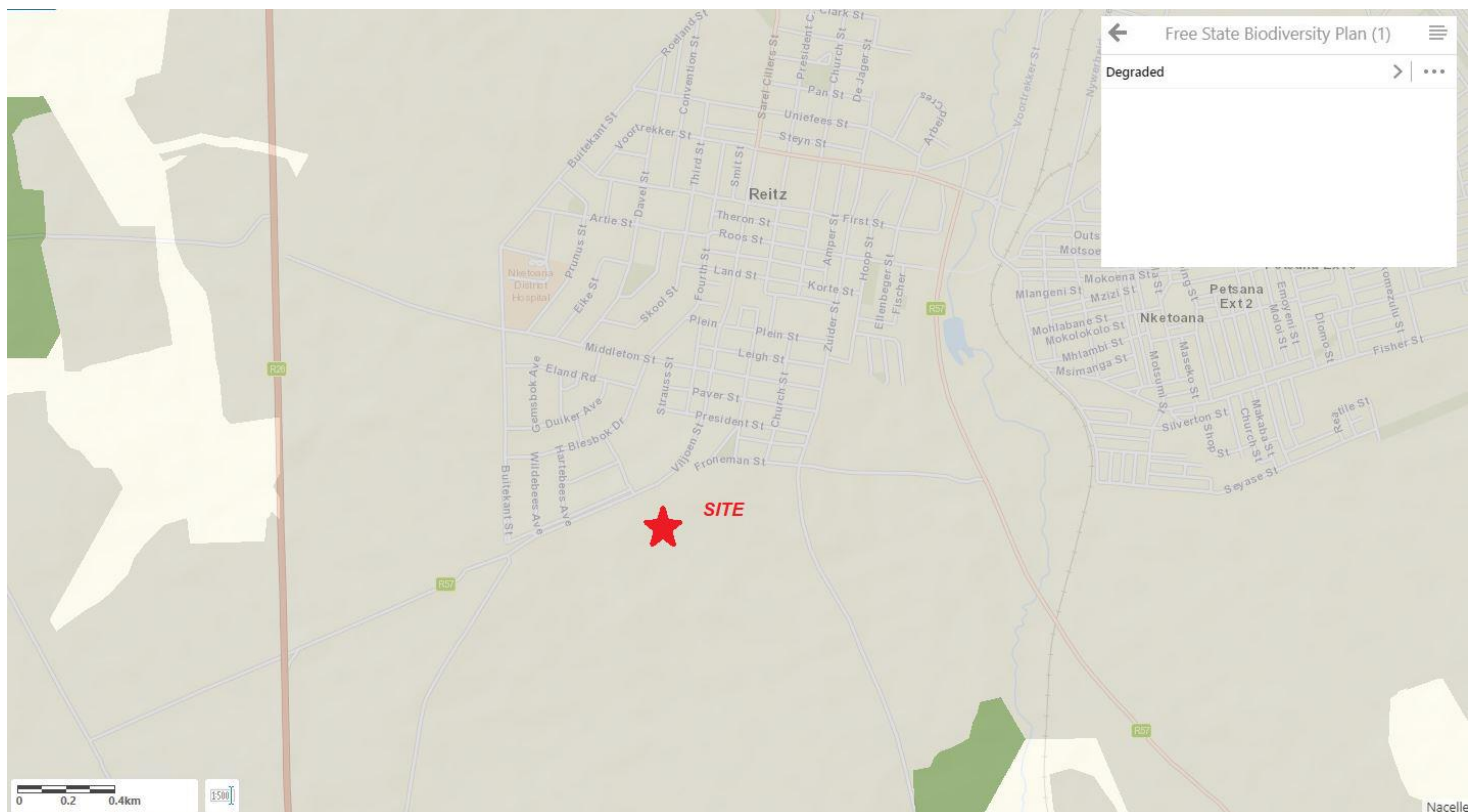 Free State Biodiversity Plan (1)
Degraded
Clark St
Roeland St
Convention St
Sarel Cilliers St
President C
Church St
De Jager St
Pan St
Uniefees St
Steyn St
Arbeid
Cres
Voortrekker St
Buitekant St
Voortrekker St
Third St
Smit St
Davel St
Reitz
Artie St
Theron St
First St
Roos St
Prunus St
Amper St
Hoop St
Nketoana
District
Hospital
Fourth St
Land St
Korte St
Ellenbeger St
Fischer
Eike St
Skool St
Plein
Plein St
Zuider St
R57
Middleton St
Leigh St
R26
Gemsbok Ave
Eland Rd
Strauss St
Duiker Ave
Paver St
Church St
Blesbok Dr
President St
Viljoen St
Froneman St
Buitekant St
Wildebees Ave
Hartebees Ave
Outs
Motsoe
Mokoena St
Mlangeni St
Mzizi St
Petsana
Ext 2
Nketoana
Mohlabane St
Mokolokolo St
Mhlambi St
Msimanga St
Motsumi St
Maseko St
Emoyeni St
Moloi St
Diomo St
Fisher St
Silverton St
Shop St
Makaba St
Church St
Seyase St
SITE
R57
R57
0 0.2 0.4km
Nacelle